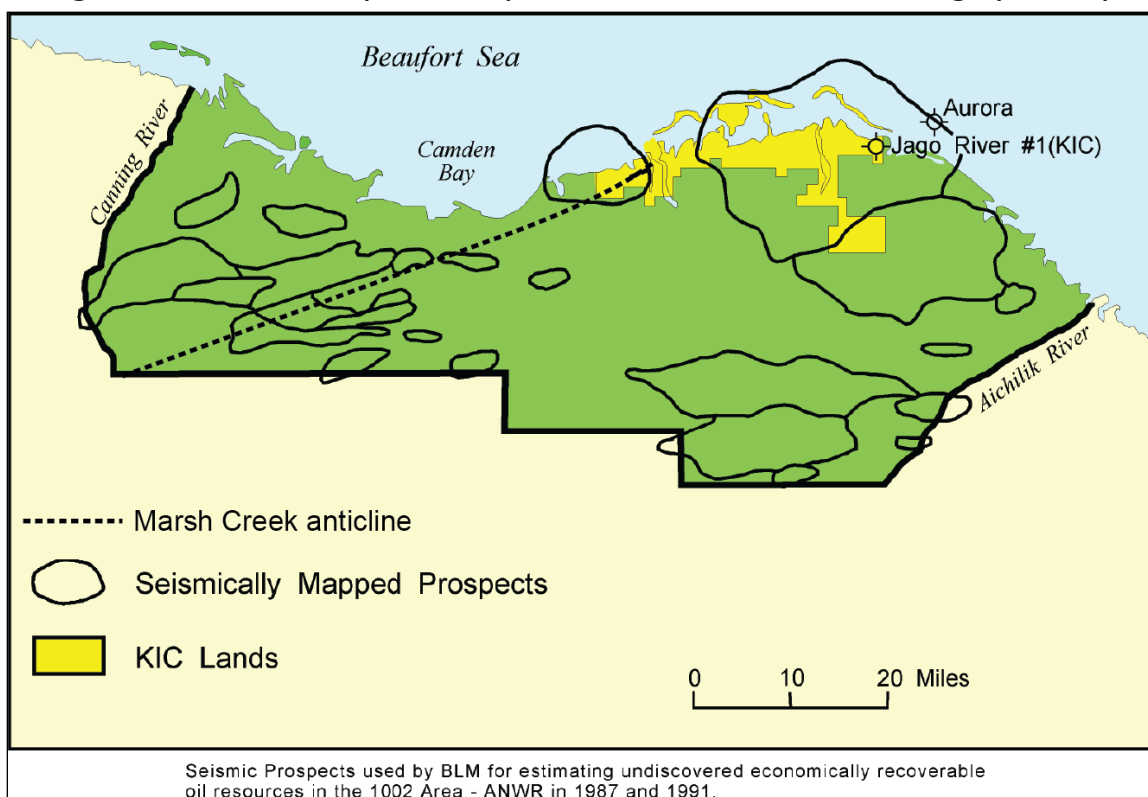 Beaufort Sea
Canning River
Camden
Bay
Aurora
Jago River #1(KIC)
Aichilik River
Marsh Creek anticline
Seismically Mapped Prospects
KIC Lands
0 10 20 Miles
Seismic Prospects used by BLM for estimating undiscovered economically recoverable
oil resources in the 1002 Area - ANWR in 1987 and 1991.